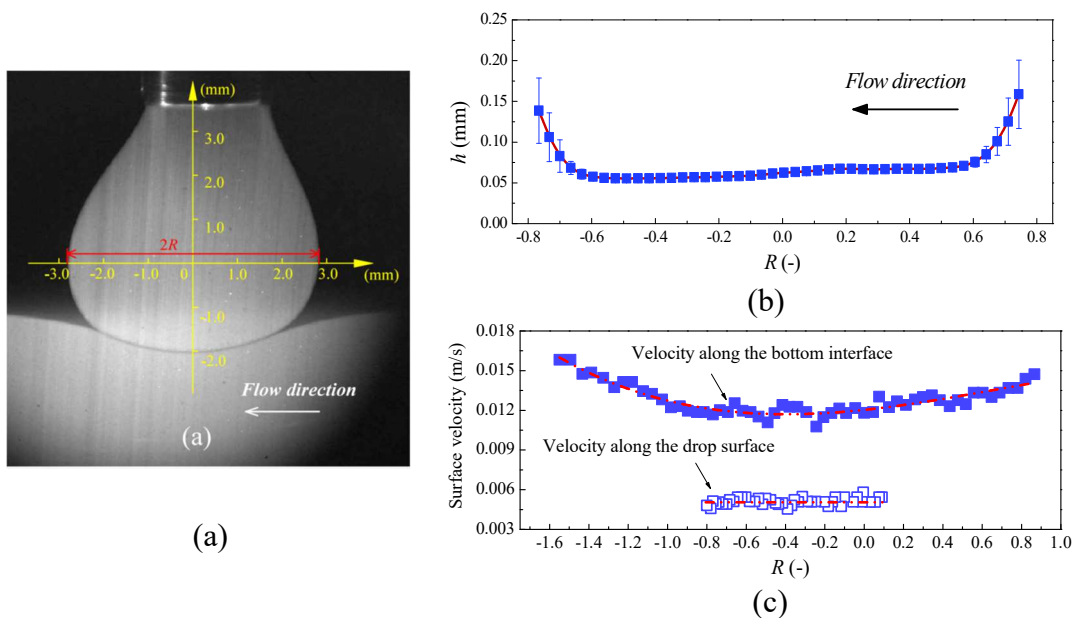 (mm)
3.0
2.0
1.0
2R
-3.0 -2.0 -1.0 0 1.0 2.0 3.0
(mm)
-1.0
-2.0
Flow direction
(a)
(a)
(b)
0.25
0.20
0.15
0.10
0.05
0.00
h (mm)
Flow direction
-0.8 -0.6 -0.4 -0.2 0.0 0.2 0.4 0.6 0.8
R (-)
(b)
0.018
0.015
0.012
0.009
0.006
0.003
Surface velocity (m/s)
Velocity along the bottom interface
Velocity along the drop surface
-1.6 -1.4 -1.2 -1.0 -0.8 -0.6 -0.4 -0.2 0.0 0.2 0.4 0.6 0.8 1.0
R (-)
(c)